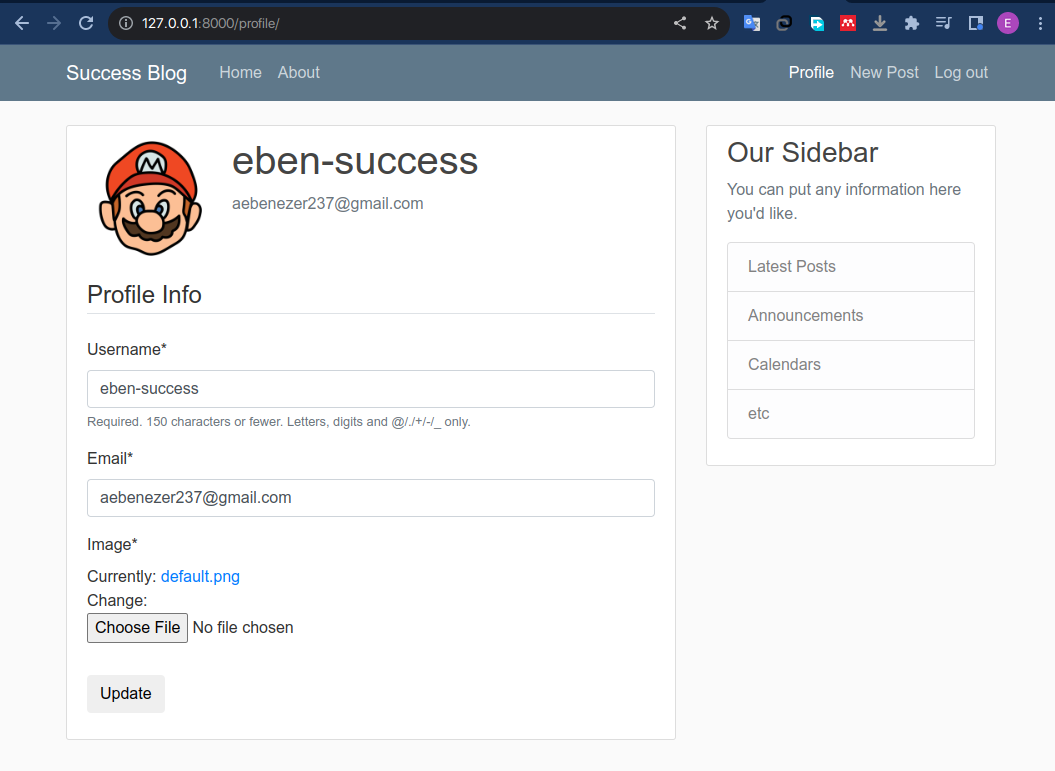 127.0.0.1:8000/profile/
E
Success Blog Home About Profile New Post Log out
M
eben-success
aebenezer237@gmail.com
Profile Info
Username*
eben-success
Required. 150 characters or fewer. Letters, digits and @/./+/-/_ only.
Email*
aebenezer237@gmail.com
Image*
Currently: default.png
Change:
Choose File No file chosen
Update
Our Sidebar
You can put any information here
you'd like.
Latest Posts
Announcements
Calendars
etc